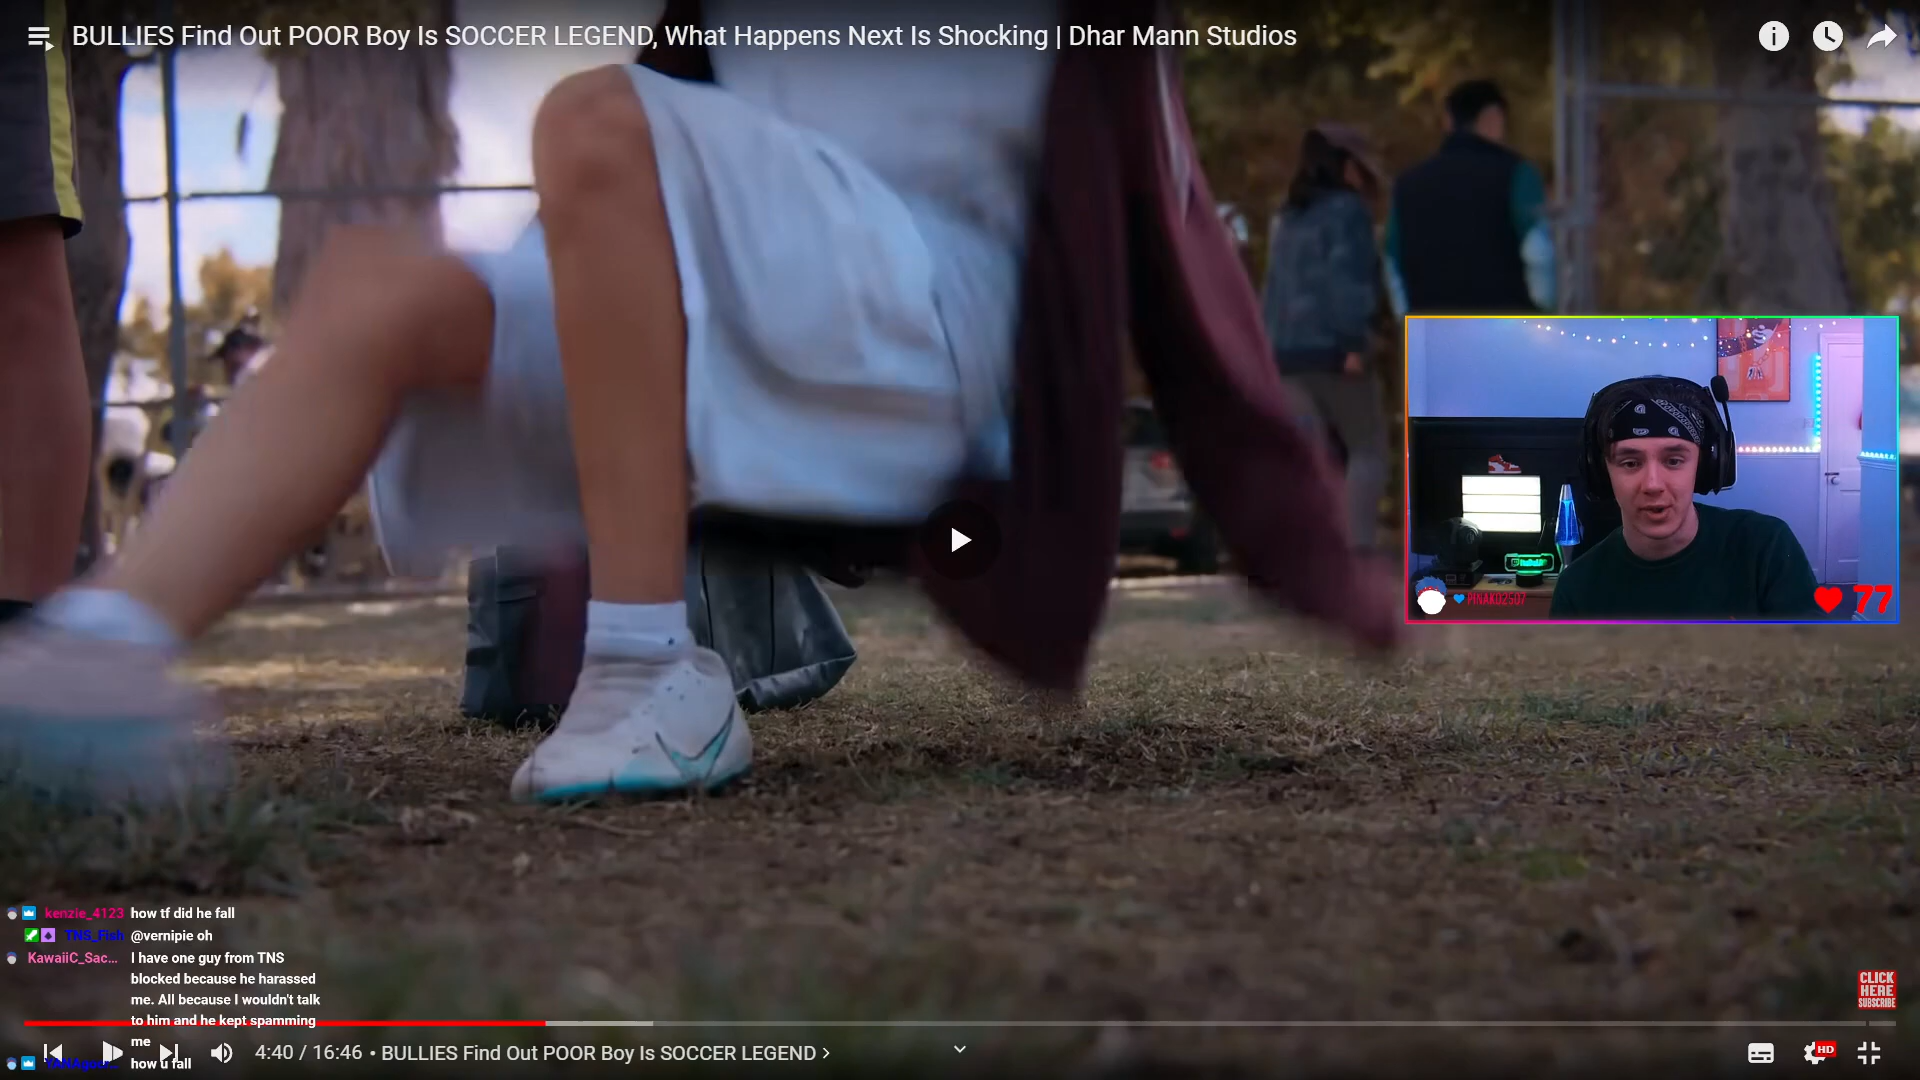 BULLIES Find Out POOR Boy Is SOCCER LEGEND, What Happens Next Is Shocking | Dhar Mann Studios
PINAKO2507
77
kenzie_4123 how tf did he fall
TNS_Fish @vernipie oh
KawaiiC_Sac... I have one guy from TNS
blocked because he harassed
me. All because I wouldn't talk
to him and he kept spamming
me
how u fall
CLICK
HERE
SUBSCRIBE
4:40 / 16:46 • BULLIES Find Out POOR Boy Is SOCCER LEGEND
HD